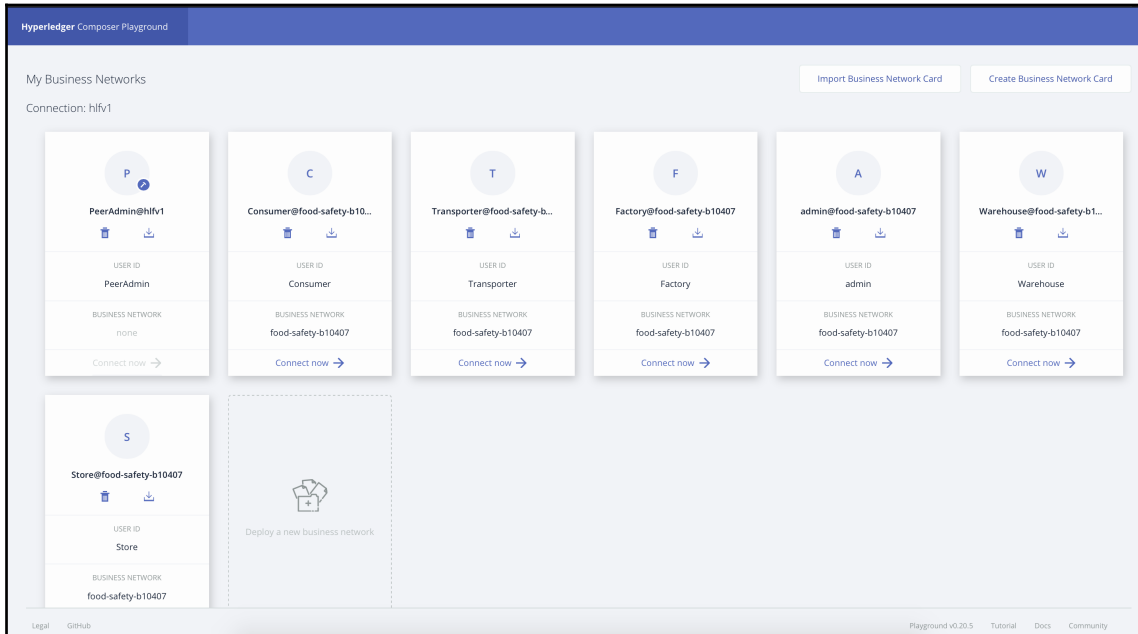 Hyperledger Composer Playground
My Business Networks
Import Business Network Card
Create Business Network Card
Connection: hlfv1
P
PeerAdmin@hlfv1
USER ID
PeerAdmin
BUSINESS NETWORK
none
Connect now
C
Consumer@food-safety-b10...
USER ID
Consumer
BUSINESS NETWORK
food-safety-b10407
Connect now
T
Transporter@food-safety-b...
USER ID
Transporter
BUSINESS NETWORK
food-safety-b10407
Connect now
F
Factory@food-safety-b10407
USER ID
Factory
BUSINESS NETWORK
food-safety-b10407
Connect now
A
admin@food-safety-b10407
USER ID
admin
BUSINESS NETWORK
food-safety-b10407
Connect now
W
Warehouse@food-safety-b1...
USER ID
Warehouse
BUSINESS NETWORK
food-safety-b10407
Connect now
S
Store@food-safety-b10407
USER ID
Store
BUSINESS NETWORK
food-safety-b10407
Deploy a new business network
Legal
GitHub
Playground v0.20.5
Tutorial
Docs
Community